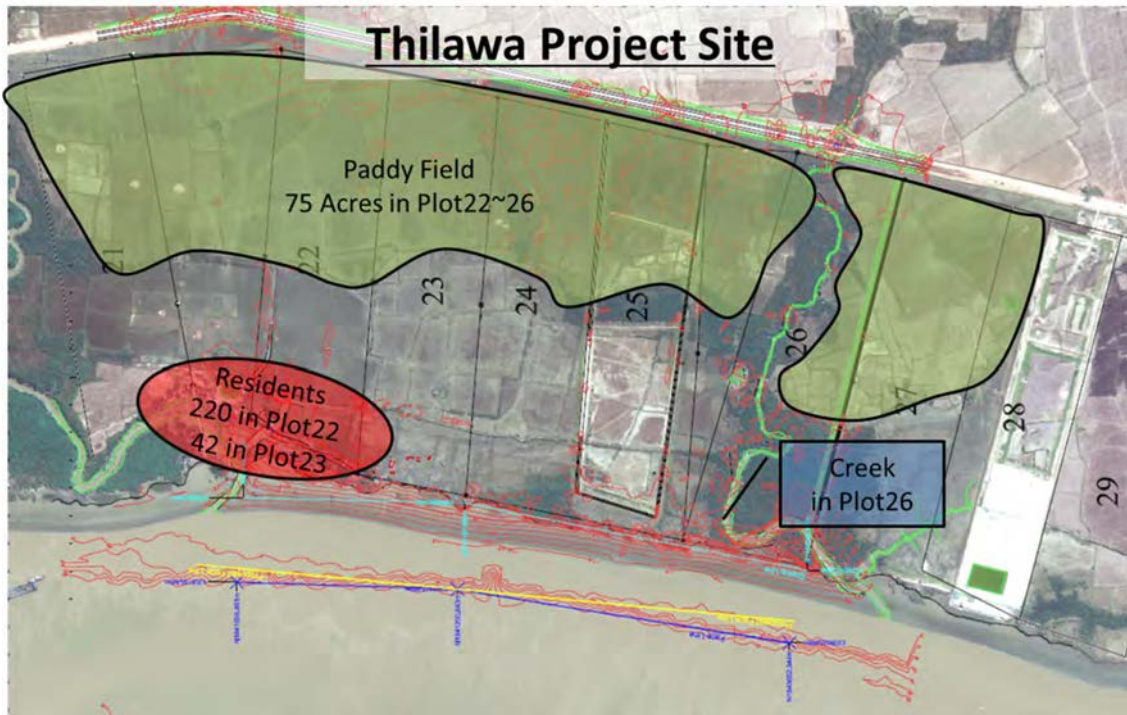 Thilawa Project Site
Paddy Field
75 Acres in Plot22~26
21
22
23
24
25
26
27
28
29
Residents
220 in Plot22
42 in Plot23
Creek
in Plot26